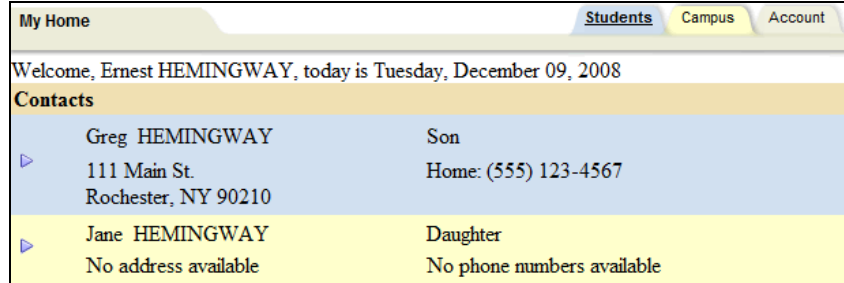 My Home Students Campus Account
Welcome, Ernest HEMINGWAY, today is Tuesday, December 09, 2008
Contacts
Greg HEMINGWAY Son
111 Main St. Home: (555) 123-4567
Rochester, NY 90210
Jane HEMINGWAY Daughter
No address available No phone numbers available